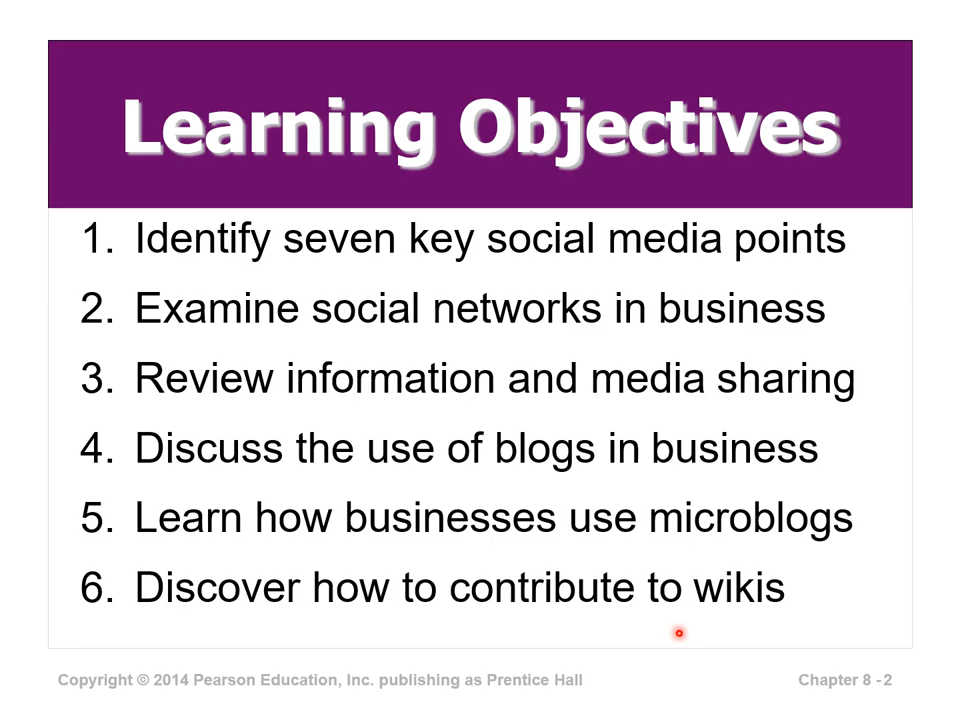 Learning Objectives
1. Identify seven key social media points
2. Examine social networks in business
3. Review information and media sharing
4. Discuss the use of blogs in business
5. Learn how businesses use microblogs
6. Discover how to contribute to wikis
Copyright © 2014 Pearson Education, Inc. publishing as Prentice Hall
Chapter 8 - 2